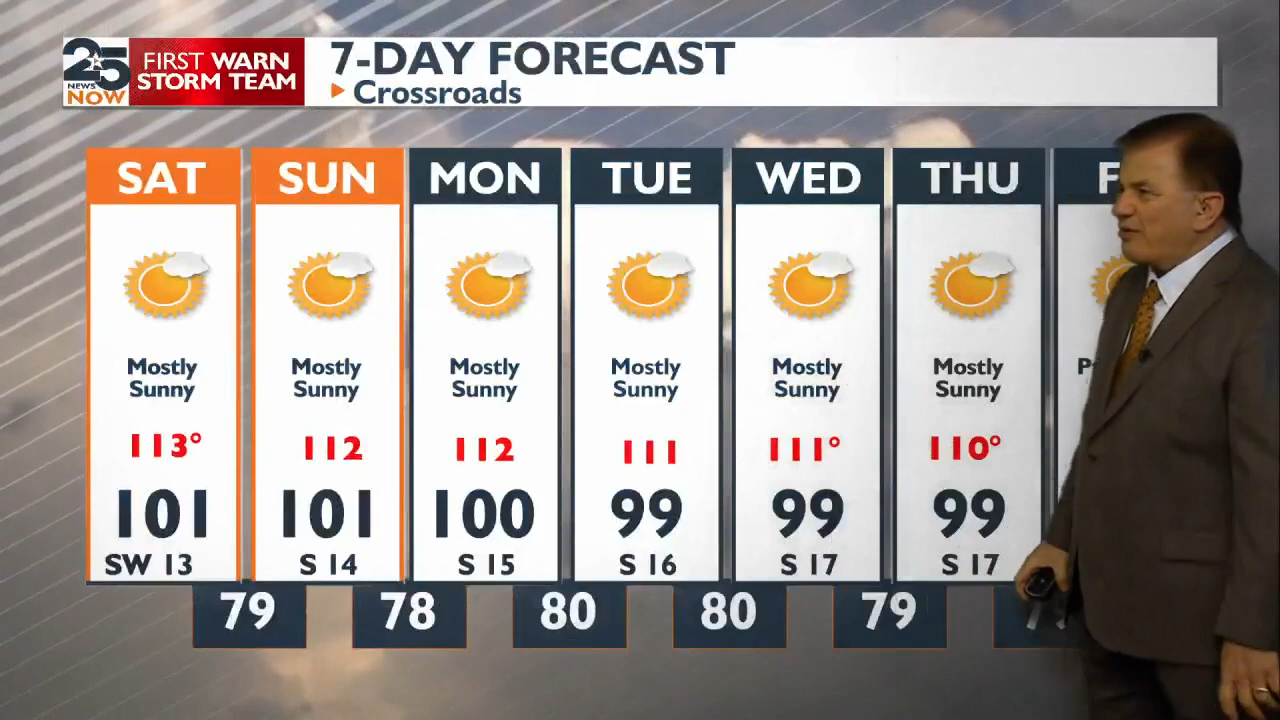 25
NEWS
NOW
FIRST WARN
STORM TEAM
7-DAY FORECAST
Crossroads
SAT SUN MON TUE WED THU F
Mostly Mostly Mostly Mostly Mostly Mostly P
Sunny Sunny Sunny Sunny Sunny Sunny
113° 112 112 111 111° 110°
101 101 100 99 99 99
SW 13 S 14 S 15 S 16 S 17 S 17
79 78 80 80 79